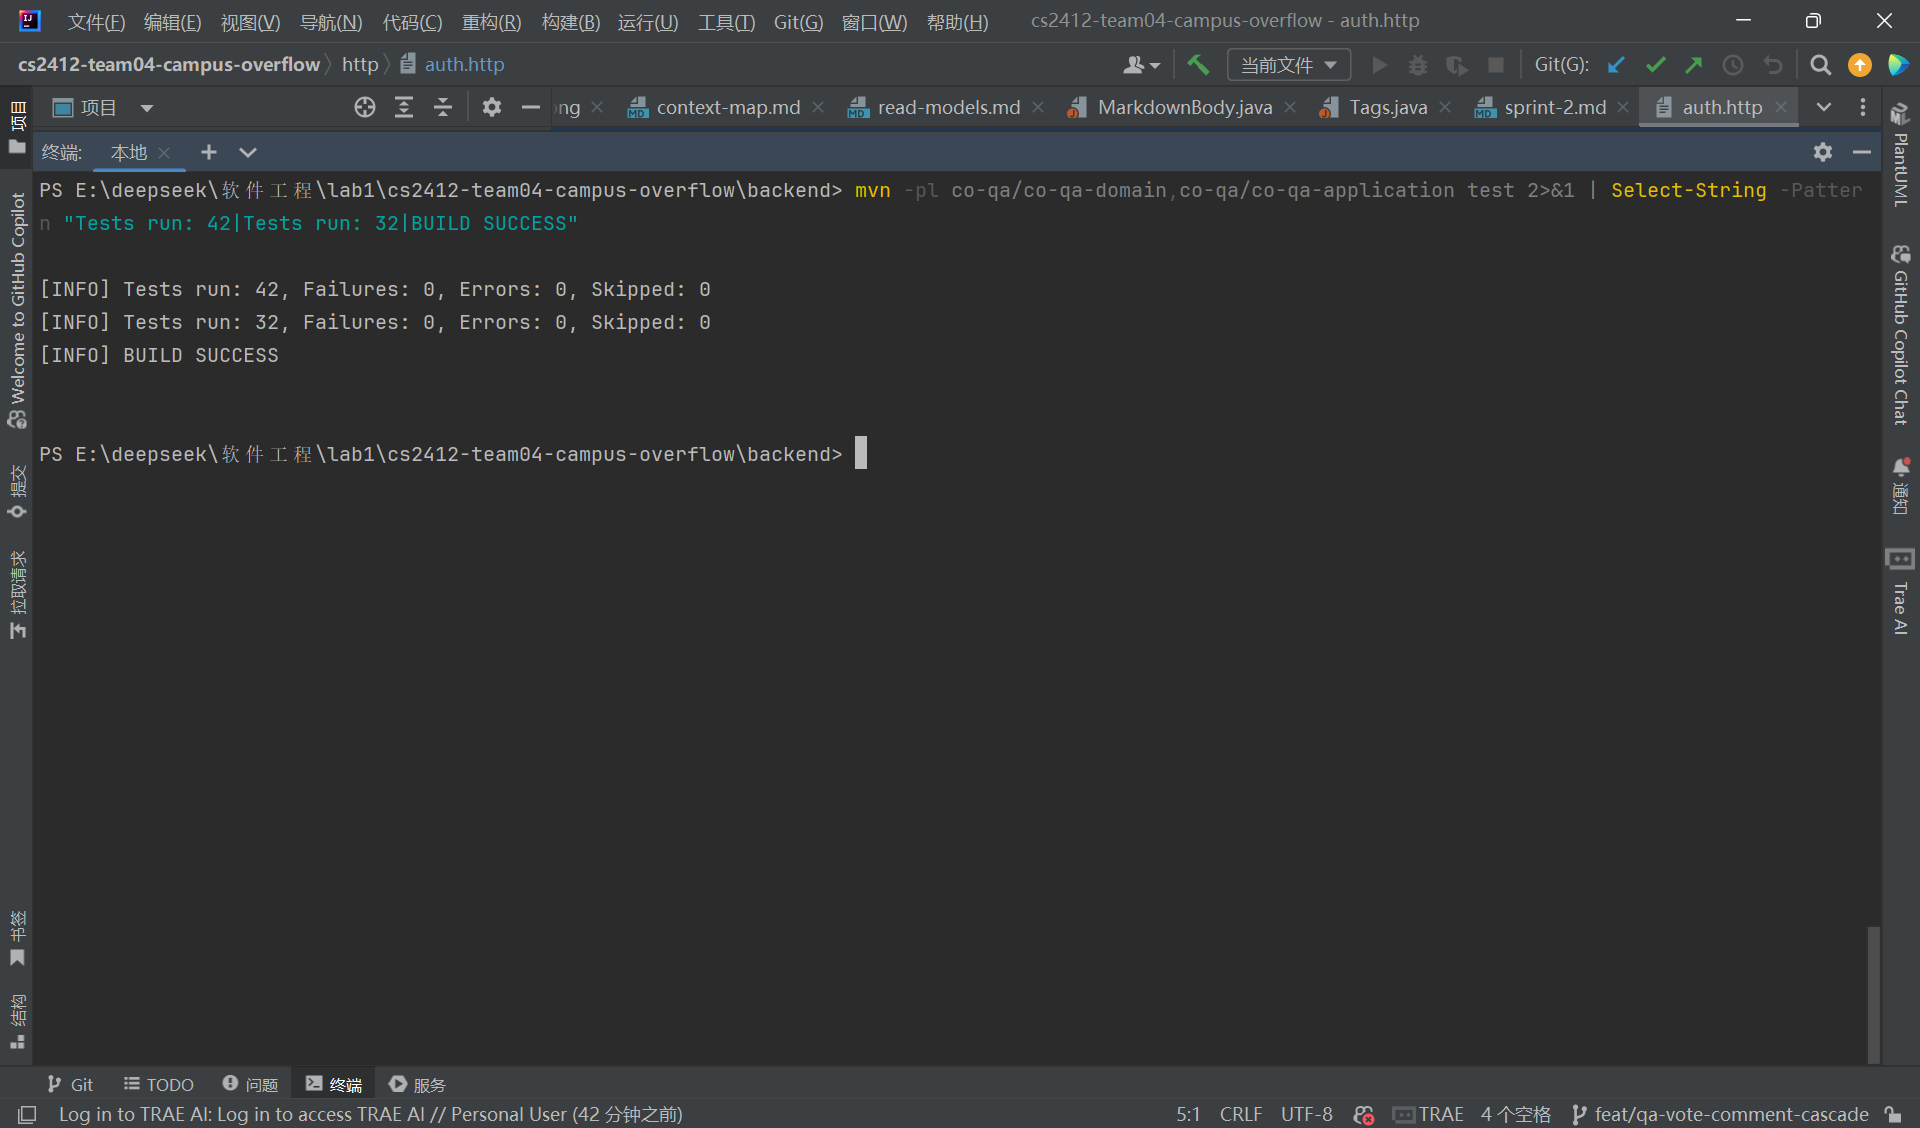 文件(F) 编辑(E) 视图(V) 导航(N) 代码(C) 重构(R) 构建(B) 运行(U) 工具(T) Git(G) 窗口(W) 帮助(H) cs2412-team04-campus-overflow - auth.http
cs2412-team04-campus-overflow http auth.http 当前文件 Git(G):
项目 ng context-map.md read-models.md MarkdownBody.java Tags.java sprint-2.md auth.http
终端: 本地
PS E:\deepseek\软件工程\lab1\cs2412-team04-campus-overflow\backend> mvn -pl co-qa/co-qa-domain,co-qa/co-qa-application test 2>&1 | Select-String -Patter
n "Tests run: 42|Tests run: 32|BUILD SUCCESS"
[INFO] Tests run: 42, Failures: 0, Errors: 0, Skipped: 0
[INFO] Tests run: 32, Failures: 0, Errors: 0, Skipped: 0
[INFO] BUILD SUCCESS
PS E:\deepseek\软件工程\lab1\cs2412-team04-campus-overflow\backend>
项目
Welcome to GitHub Copilot
提交
拉取请求
书签
结构
PlantUML
GitHub Copilot Chat
通知
Trae AI
Git TODO 问题 终端 服务
Log in to TRAE AI: Log in to access TRAE AI // Personal User (42 分钟之前) 5:1 CRLF UTF-8 TRAE 4 个空格 feat/qa-vote-comment-cascade